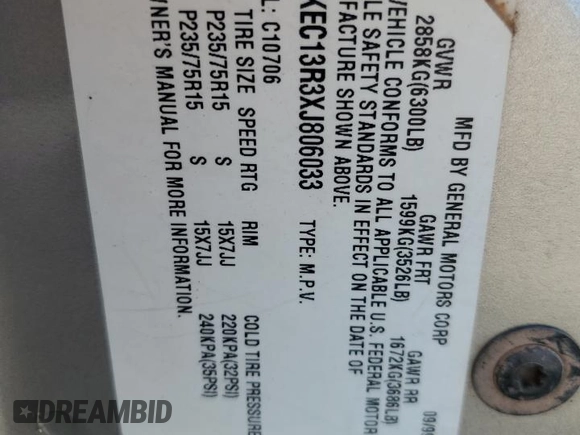 MFD BY GENERAL MOTORS CORP 09/9
GVWR GAWR FRT GAWR RR
2858KG(6300LB) 1599KG(3526LB) 1672KG(3686LB)
VEHICLE CONFORMS TO ALL APPLICABLE U.S. FEDERAL MOTOR
LE SAFETY STANDARDS IN EFFECT ON THE DATE OF
FACTURE SHOWN ABOVE.
KEC13R3XJ806033 TYPE: M.P.V.
L: C10706
TIRE SIZE SPEED RTG RIM COLD TIRE PRESSURE
P235/75R15 S 15X7JJ 220KPA(32PSI)
P235/75R15 S 15X7JJ 240KPA(35PSI)
NER'S MANUAL FOR MORE INFORMATION.
DREAMBID